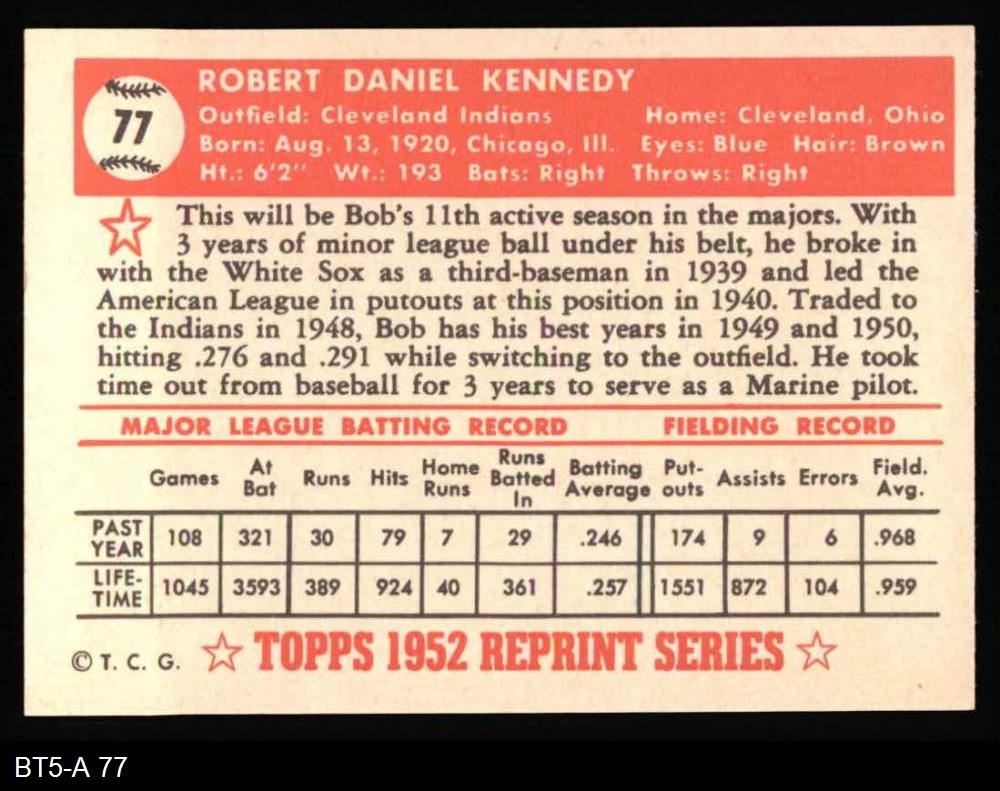 77
ROBERT DANIEL KENNEDY
Outfield: Cleveland Indians Home: Cleveland, Ohio
Born: Aug. 13, 1920, Chicago, Ill. Eyes: Blue Hair: Brown
Ht.: 6'2" Wt.: 193 Bats: Right Throws: Right
This will be Bob's 11th active season in the majors. With
3 years of minor league ball under his belt, he broke in
with the White Sox as a third-baseman in 1939 and led the
American League in putouts at this position in 1940. Traded to
the Indians in 1948, Bob has his best years in 1949 and 1950,
hitting .276 and .291 while switching to the outfield. He took
time out from baseball for 3 years to serve as a Marine pilot.
MAJOR LEAGUE BATTING RECORD FIELDING RECORD
Games At Bat Runs Hits Home Runs Runs Batted In Batting Average Put-outs Assists Errors Field. Avg.
PAST YEAR 108 321 30 79 7 29 .246 174 9 6 .968
LIFE-TIME 1045 3593 389 924 40 361 .257 1551 872 104 .959
© T. C. G. TOPPS 1952 REPRINT SERIES
BT5-A 77